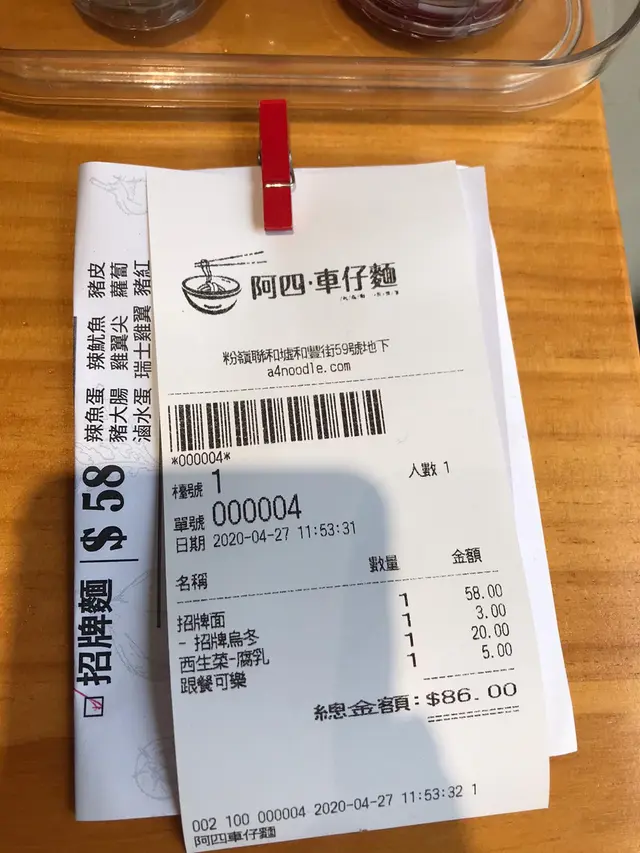 阿四·車仔麵
粉嶺聯和墟和豐街59號地下
a4noodle.com
*000004*
檯號 1
人數 1
單號 000004
日期 2020-04-27 11:53:31
名稱 數量 金額
招牌面 1 58.00
- 招牌烏冬 1 3.00
西生菜-腐乳 1 20.00
跟餐可樂 1 5.00
總金額: $86.00
002 100 000004 2020-04-27 11:53:32 1
阿四車仔麵
招牌麵 $58
辣魚蛋 辣魷魚 豬皮
豬大腸 雞翼尖 蘿蔔
滷水蛋 瑞士雞翼 豬紅